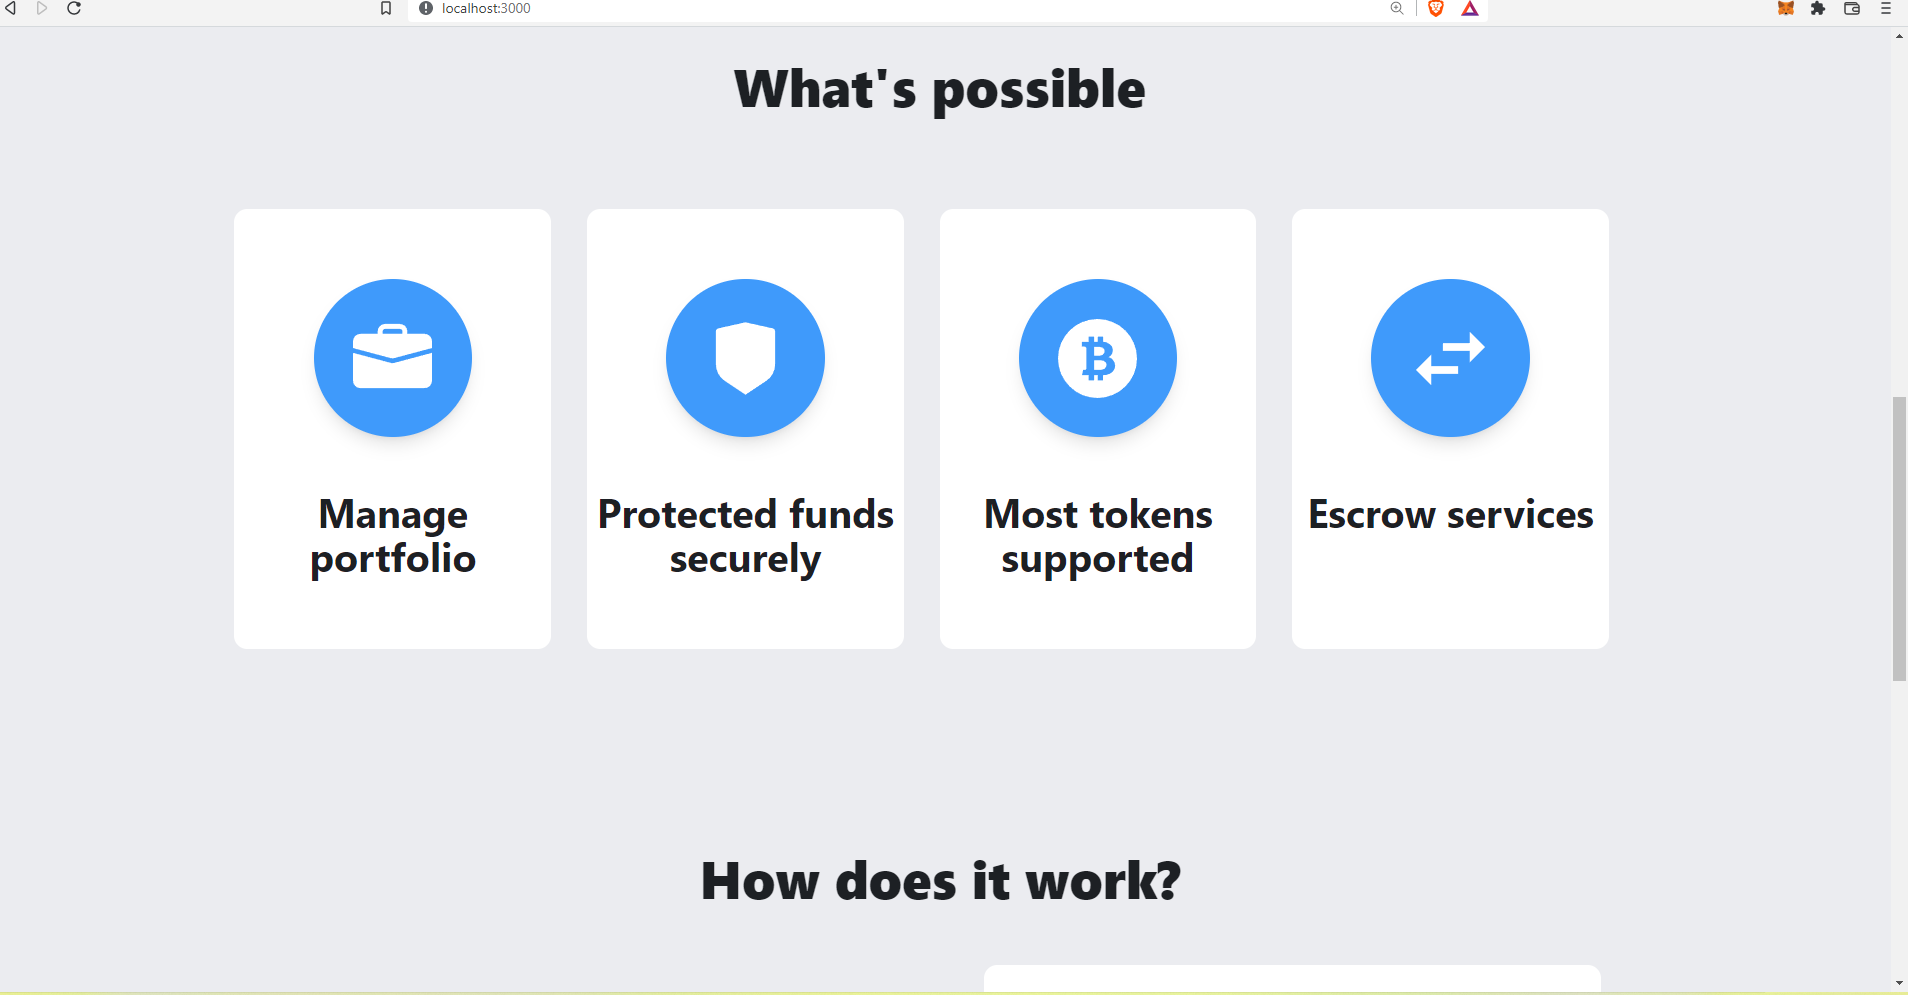 localhost:3000
What's possible
Manage
portfolio
Protected funds
securely
Most tokens
supported
Escrow services
How does it work?